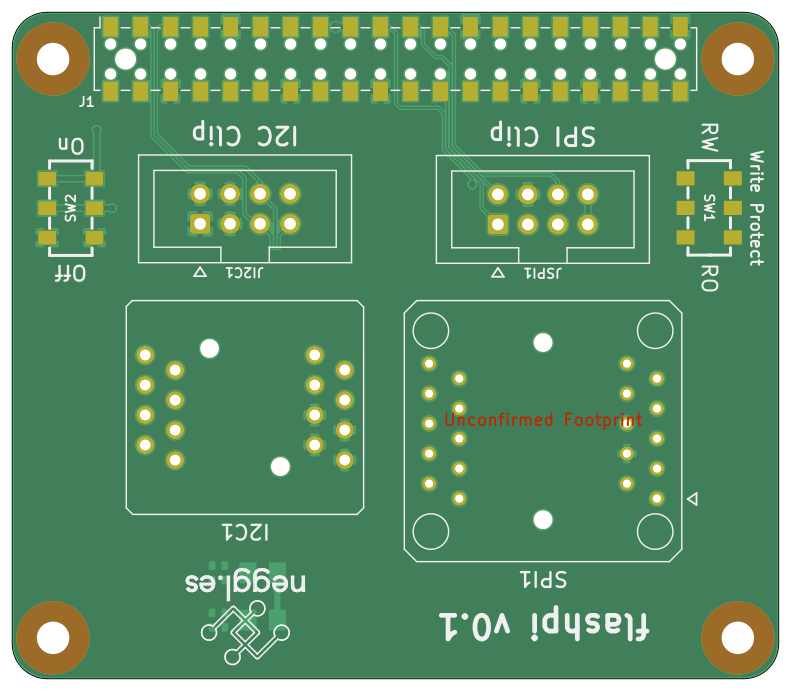 J1
On
I2C Clip
SPI Clip
RW
Write Protect
SW2
SW1
Off
JI2C1
JSPI1
RO
Unconfirmed Footprint
I2C1
SPI1
neggl.es
flashpi v0.1